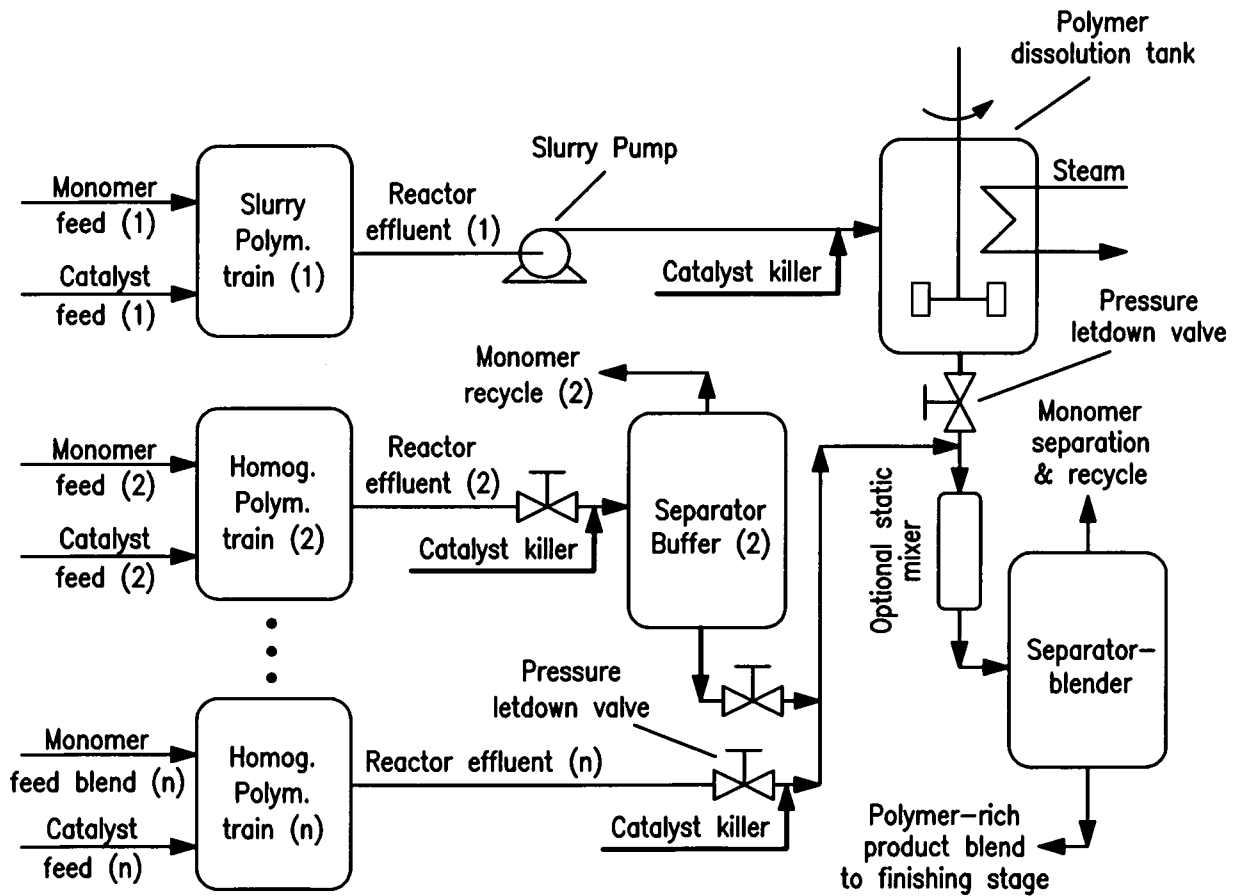 Polymer
dissolution tank
Slurry Pump
Steam
Monomer
feed (1)
Slurry
Polym.
train (1)
Reactor
effluent (1)
Catalyst
feed (1)
Catalyst killer
Pressure
letdown valve
Monomer
recycle (2)
Monomer
separation
& recycle
Monomer
feed (2)
Homog.
Polym.
train (2)
Reactor
effluent (2)
Catalyst
feed (2)
Catalyst killer
Separator
Buffer (2)
Optional static
mixer
Separator-
blender
Pressure
letdown valve
Monomer
feed blend (n)
Homog.
Polym.
train (n)
Reactor effluent (n)
Catalyst
feed (n)
Catalyst killer
Polymer-rich
product blend
to finishing stage